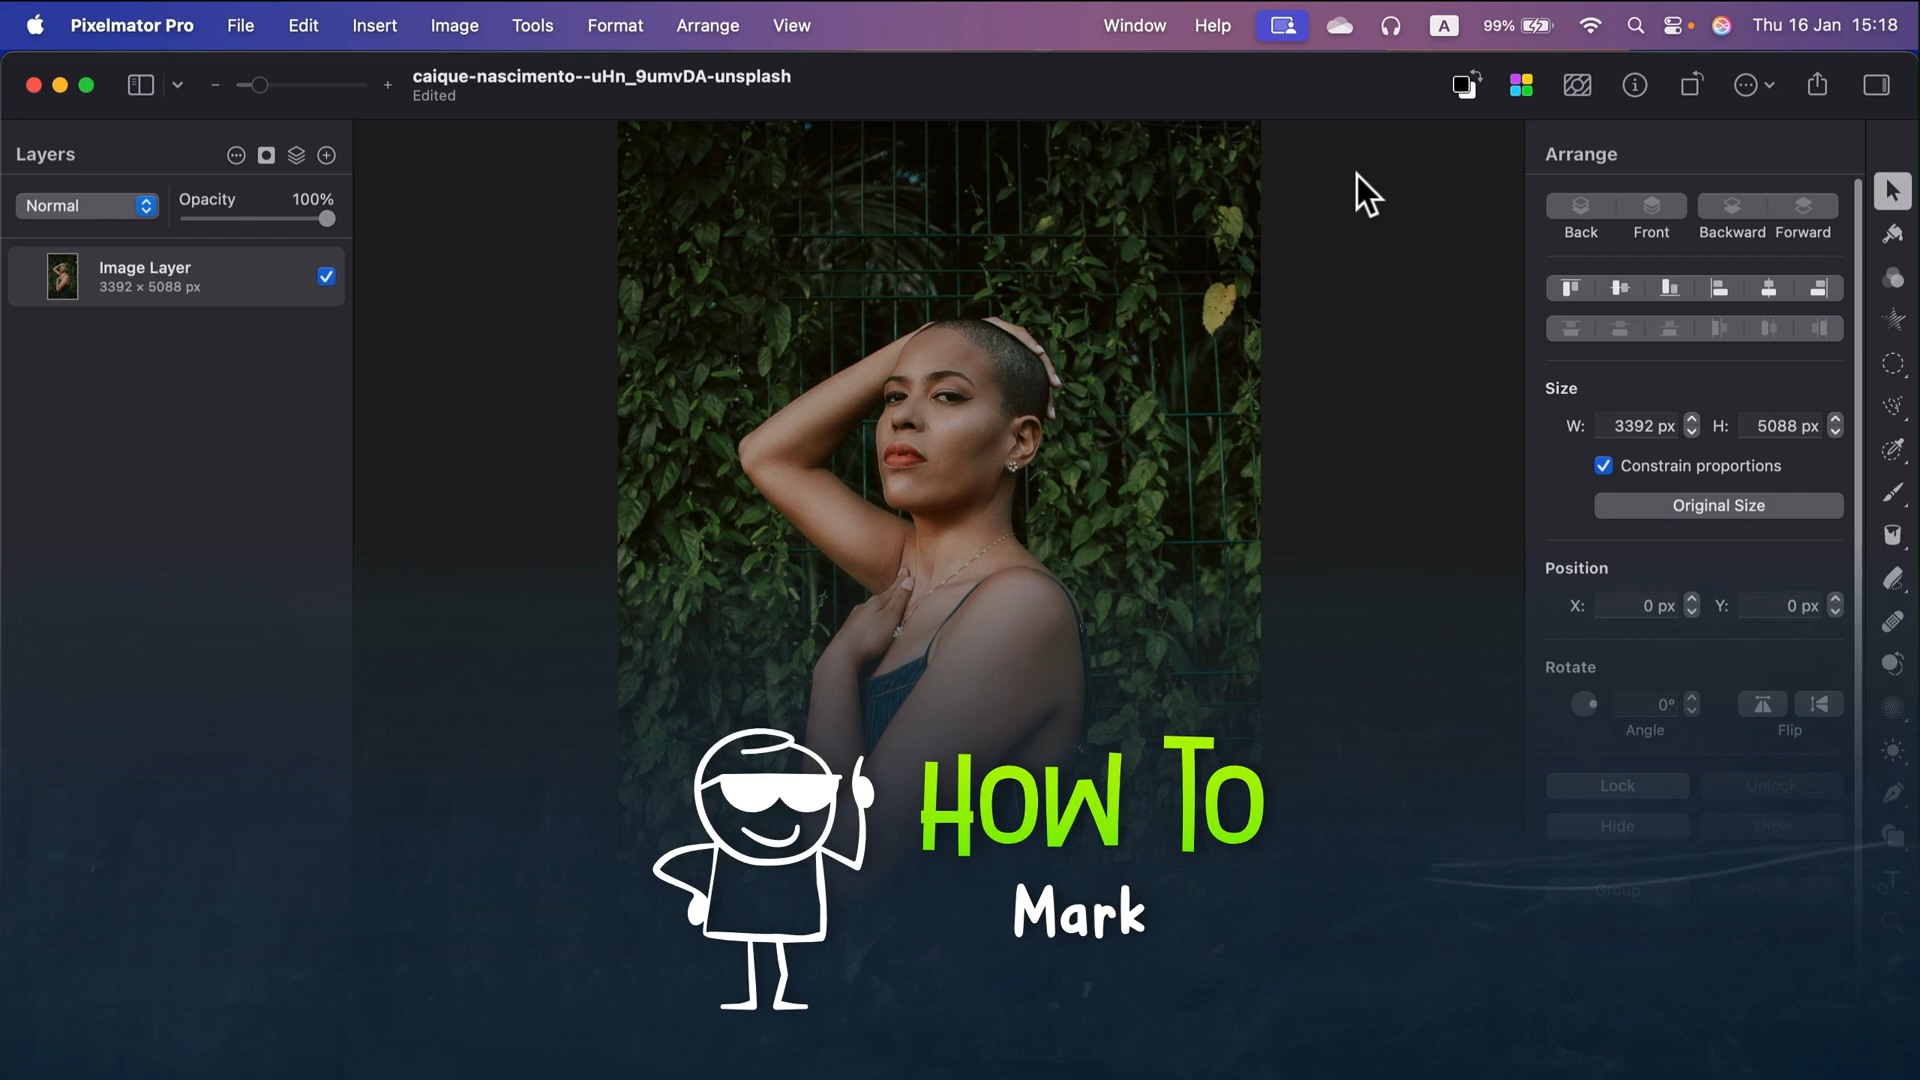 Pixelmator Pro File Edit Insert Image Tools Format Arrange View Window Help A 99% Thu 16 Jan 15:18
caique-nascimento--uHn_9umvDA-unsplash
Edited
Layers
Normal
Opacity 100%
Image Layer
3392 × 5088 px
Arrange
Back Front Backward Forward
Size
W: 3392 px H: 5088 px
Constrain proportions
Original Size
Position
X: 0 px Y: 0 px
Rotate
0°
Angle Flip
Lock Unlock
Hide Show
Group
How To
Mark